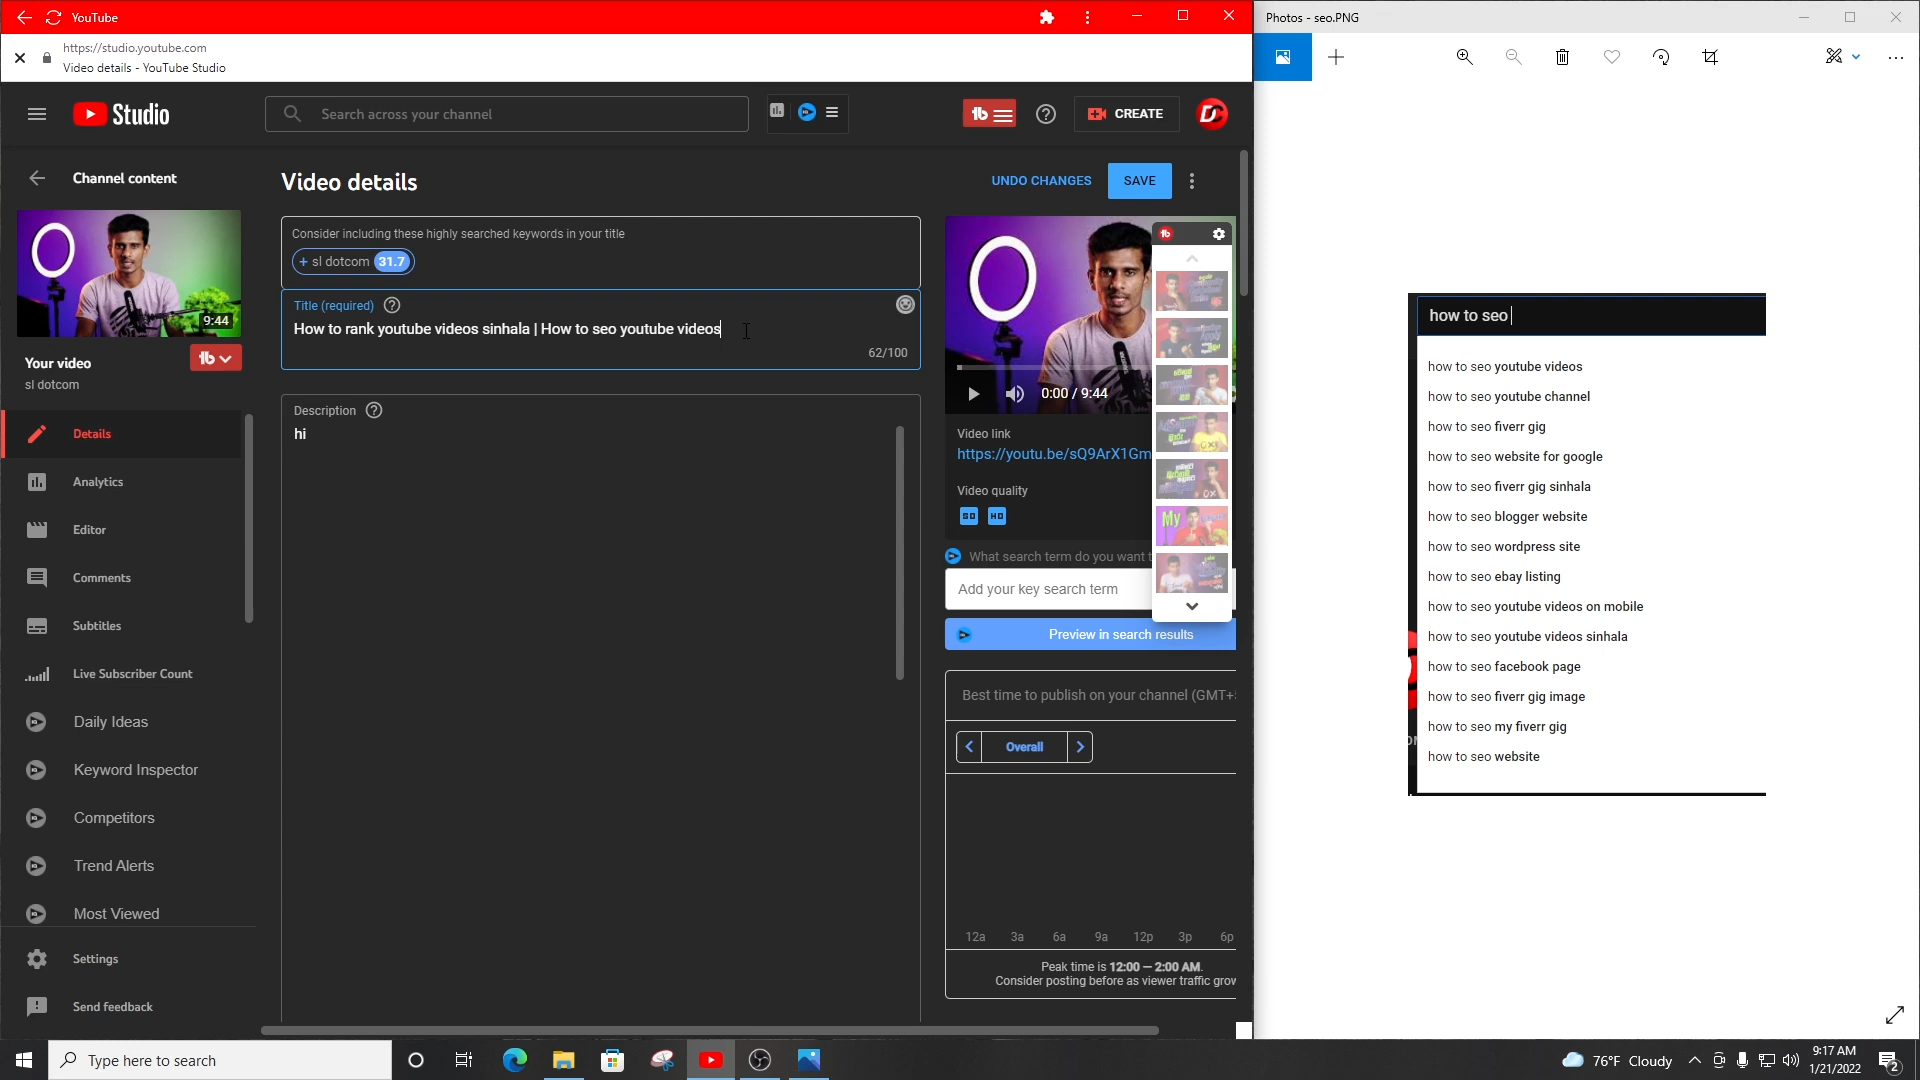 YouTube
https://studio.youtube.com
Video details - YouTube Studio
Studio
Search across your channel
CREATE
Channel content
9:44
Your video
sl dotcom
Details
Analytics
Editor
Comments
Subtitles
Live Subscriber Count
Daily Ideas
Keyword Inspector
Competitors
Trend Alerts
Most Viewed
Settings
Send feedback
Video details
UNDO CHANGES
SAVE
Consider including these highly searched keywords in your title
+ sl dotcom 31.7
Title (required)
How to rank youtube videos sinhala | How to seo youtube videos
62/100
Description
hi
0:00 / 9:44
Video link
https://youtu.be/sQ9ArX1Gm
Video quality
SD HD
What search term do you want
Add your key search term
Preview in search results
Best time to publish on your channel (GMT+
Overall
12a 3a 6a 9a 12p 3p 6p
Peak time is 12:00 – 2:00 AM.
Consider posting before as viewer traffic grow
My
Photos - seo.PNG
how to seo
how to seo youtube videos
how to seo youtube channel
how to seo fiverr gig
how to seo website for google
how to seo fiverr gig sinhala
how to seo blogger website
how to seo wordpress site
how to seo ebay listing
how to seo youtube videos on mobile
how to seo youtube videos sinhala
how to seo facebook page
how to seo fiverr gig image
how to seo my fiverr gig
how to seo website
Type here to search
76°F Cloudy
9:17 AM
1/21/2022
2